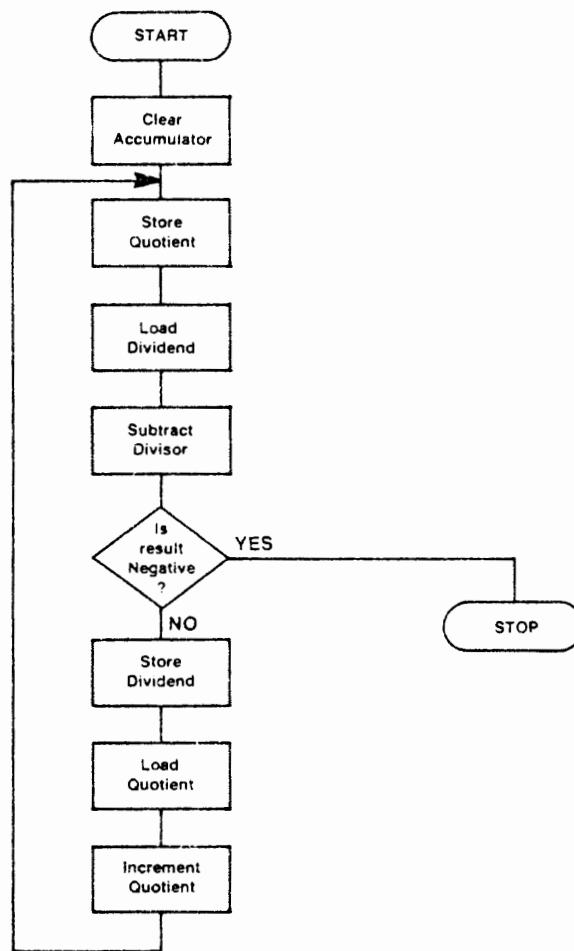 START
Clear
Accumulator
Store
Quotient
Load
Dividend
Subtract
Divisor
Is
result
Negative
?
YES
NO
STOP
Store
Dividend
Load
Quotient
Increment
Quotient